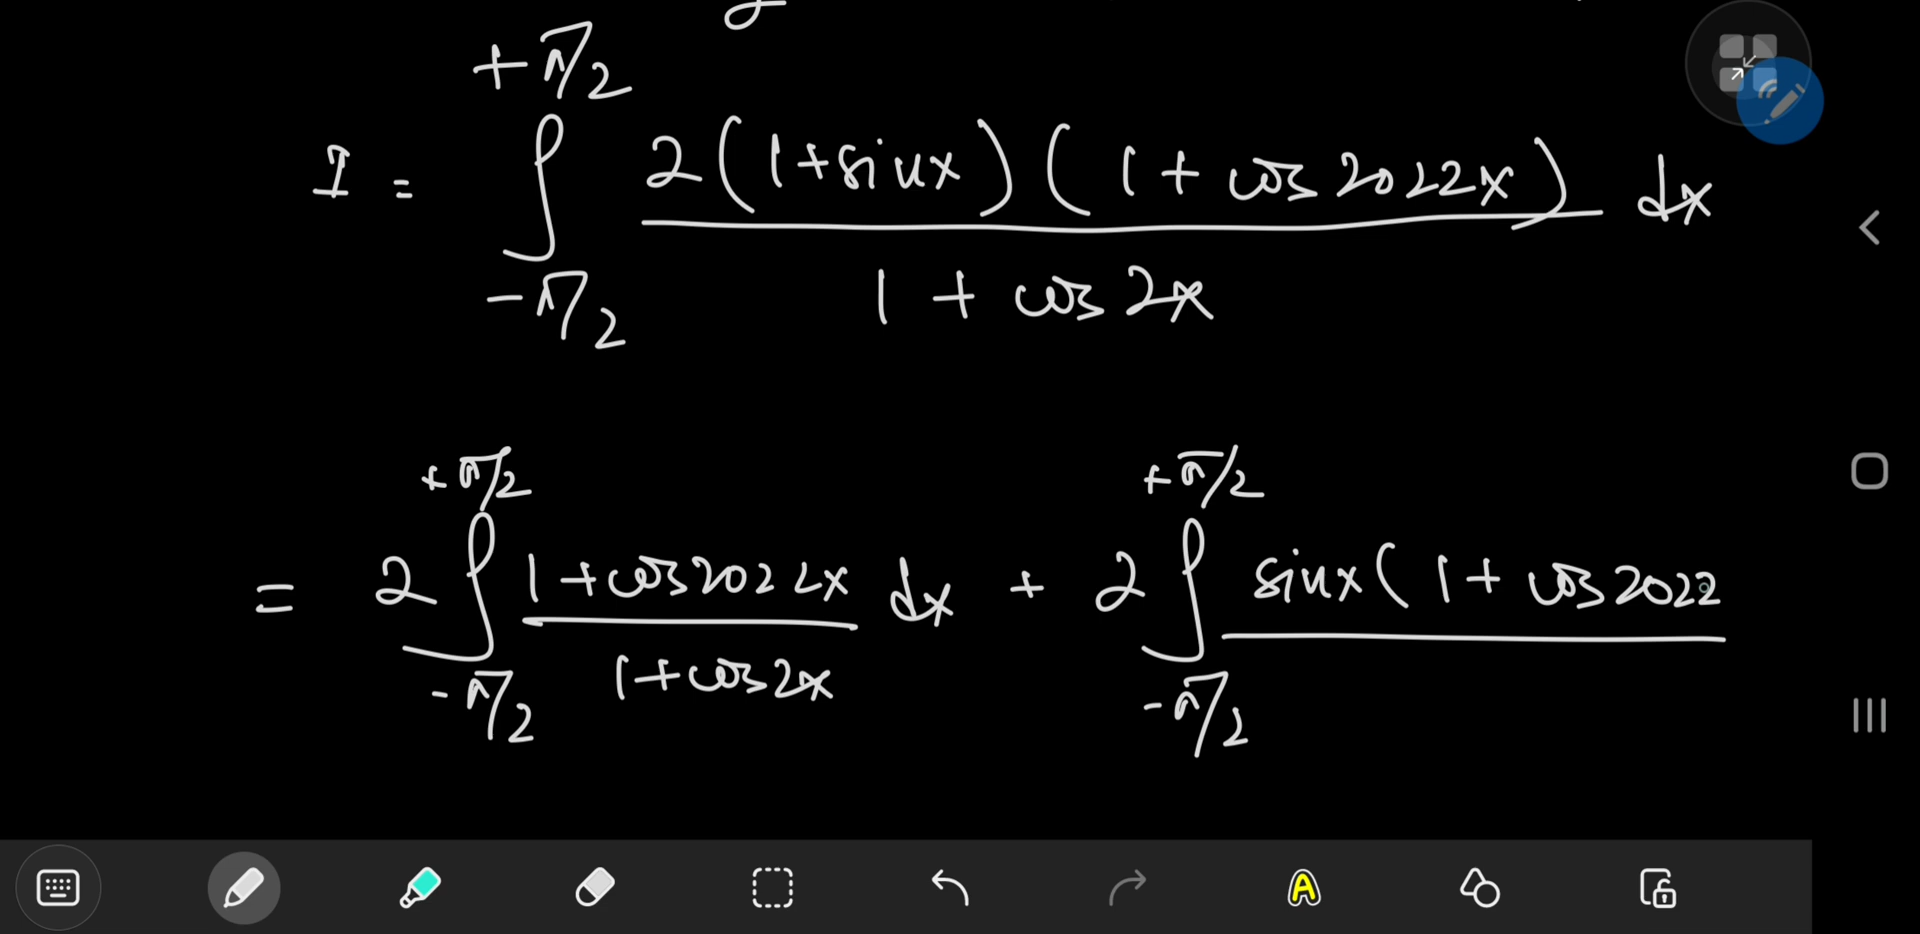 I = ∫_{-π/2}^{+π/2} 2(1+sinx)(1+cos2022x) / (1+cos2x) dx
= 2∫_{-π/2}^{+π/2} (1+cos2022x) / (1+cos2x) dx + 2∫_{-π/2}^{+π/2} sinx(1+cos2022
A